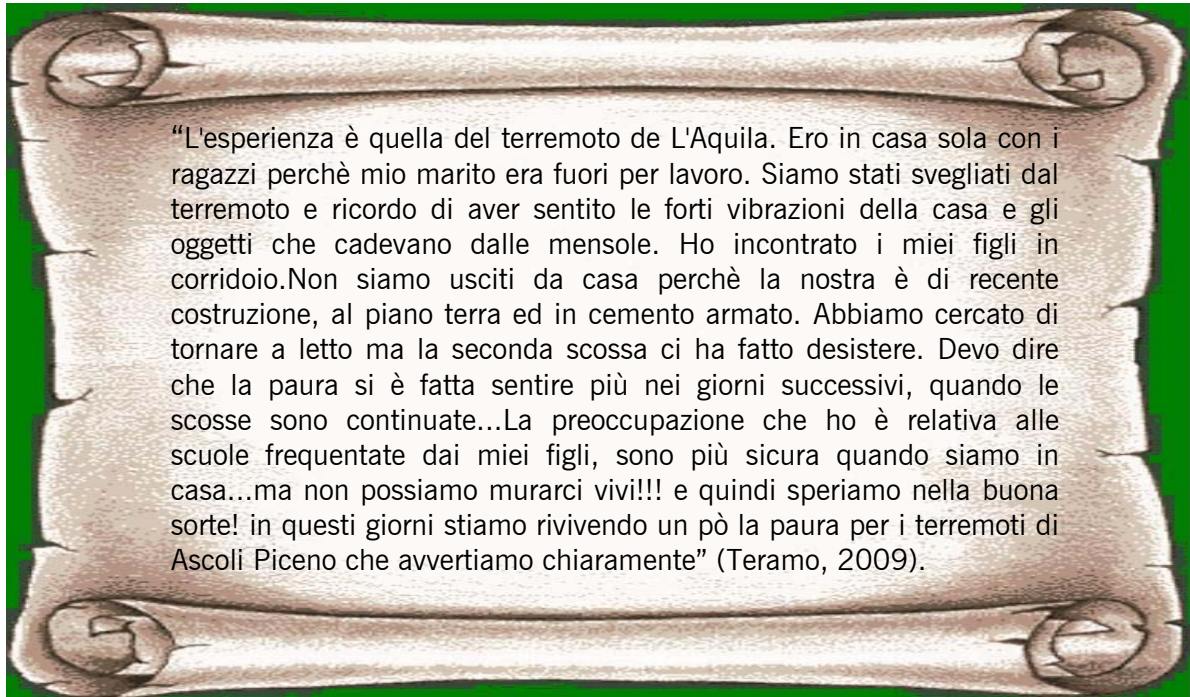 “L'esperienza è quella del terremoto de L'Aquila. Ero in casa sola con i
ragazzi perchè mio marito era fuori per lavoro. Siamo stati svegliati dal
terremoto e ricordo di aver sentito le forti vibrazioni della casa e gli
oggetti che cadevano dalle mensole. Ho incontrato i miei figli in
corridoio.Non siamo usciti da casa perchè la nostra è di recente
costruzione, al piano terra ed in cemento armato. Abbiamo cercato di
tornare a letto ma la seconda scossa ci ha fatto desistere. Devo dire
che la paura si è fatta sentire più nei giorni successivi, quando le
scosse sono continuate...La preoccupazione che ho è relativa alle
scuole frequentate dai miei figli, sono più sicura quando siamo in
casa...ma non possiamo murarci vivi!!! e quindi speriamo nella buona
sorte! in questi giorni stiamo rivivendo un pò la paura per i terremoti di
Ascoli Piceno che avvertiamo chiaramente” (Teramo, 2009).